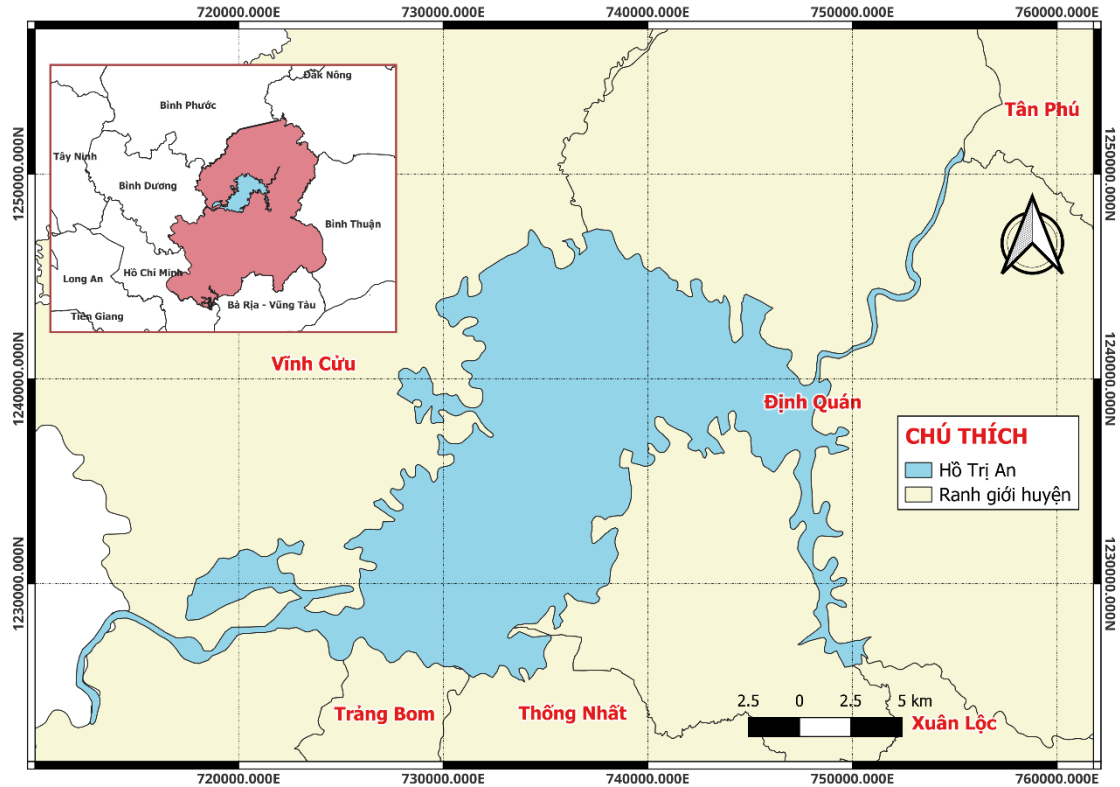 720000.000E 730000.000E 740000.000E 750000.000E 760000.000E
Đăk Nông
Bình Phước
Tây Ninh
Bình Dương
Bình Thuận
Hồ Chí Minh
Long An
Bà Rịa - Vũng Tàu
Tiền Giang
Tân Phú
1250000.000N
1250000.000N
Vĩnh Cửu
1240000.000N
1240000.000N
Định Quán
CHÚ THÍCH
Hồ Trị An
Ranh giới huyện
1230000.000N
1230000.000N
2.5 0 2.5 5 km
Trảng Bom
Thống Nhất
Xuân Lộc
720000.000E 730000.000E 740000.000E 750000.000E 760000.000E